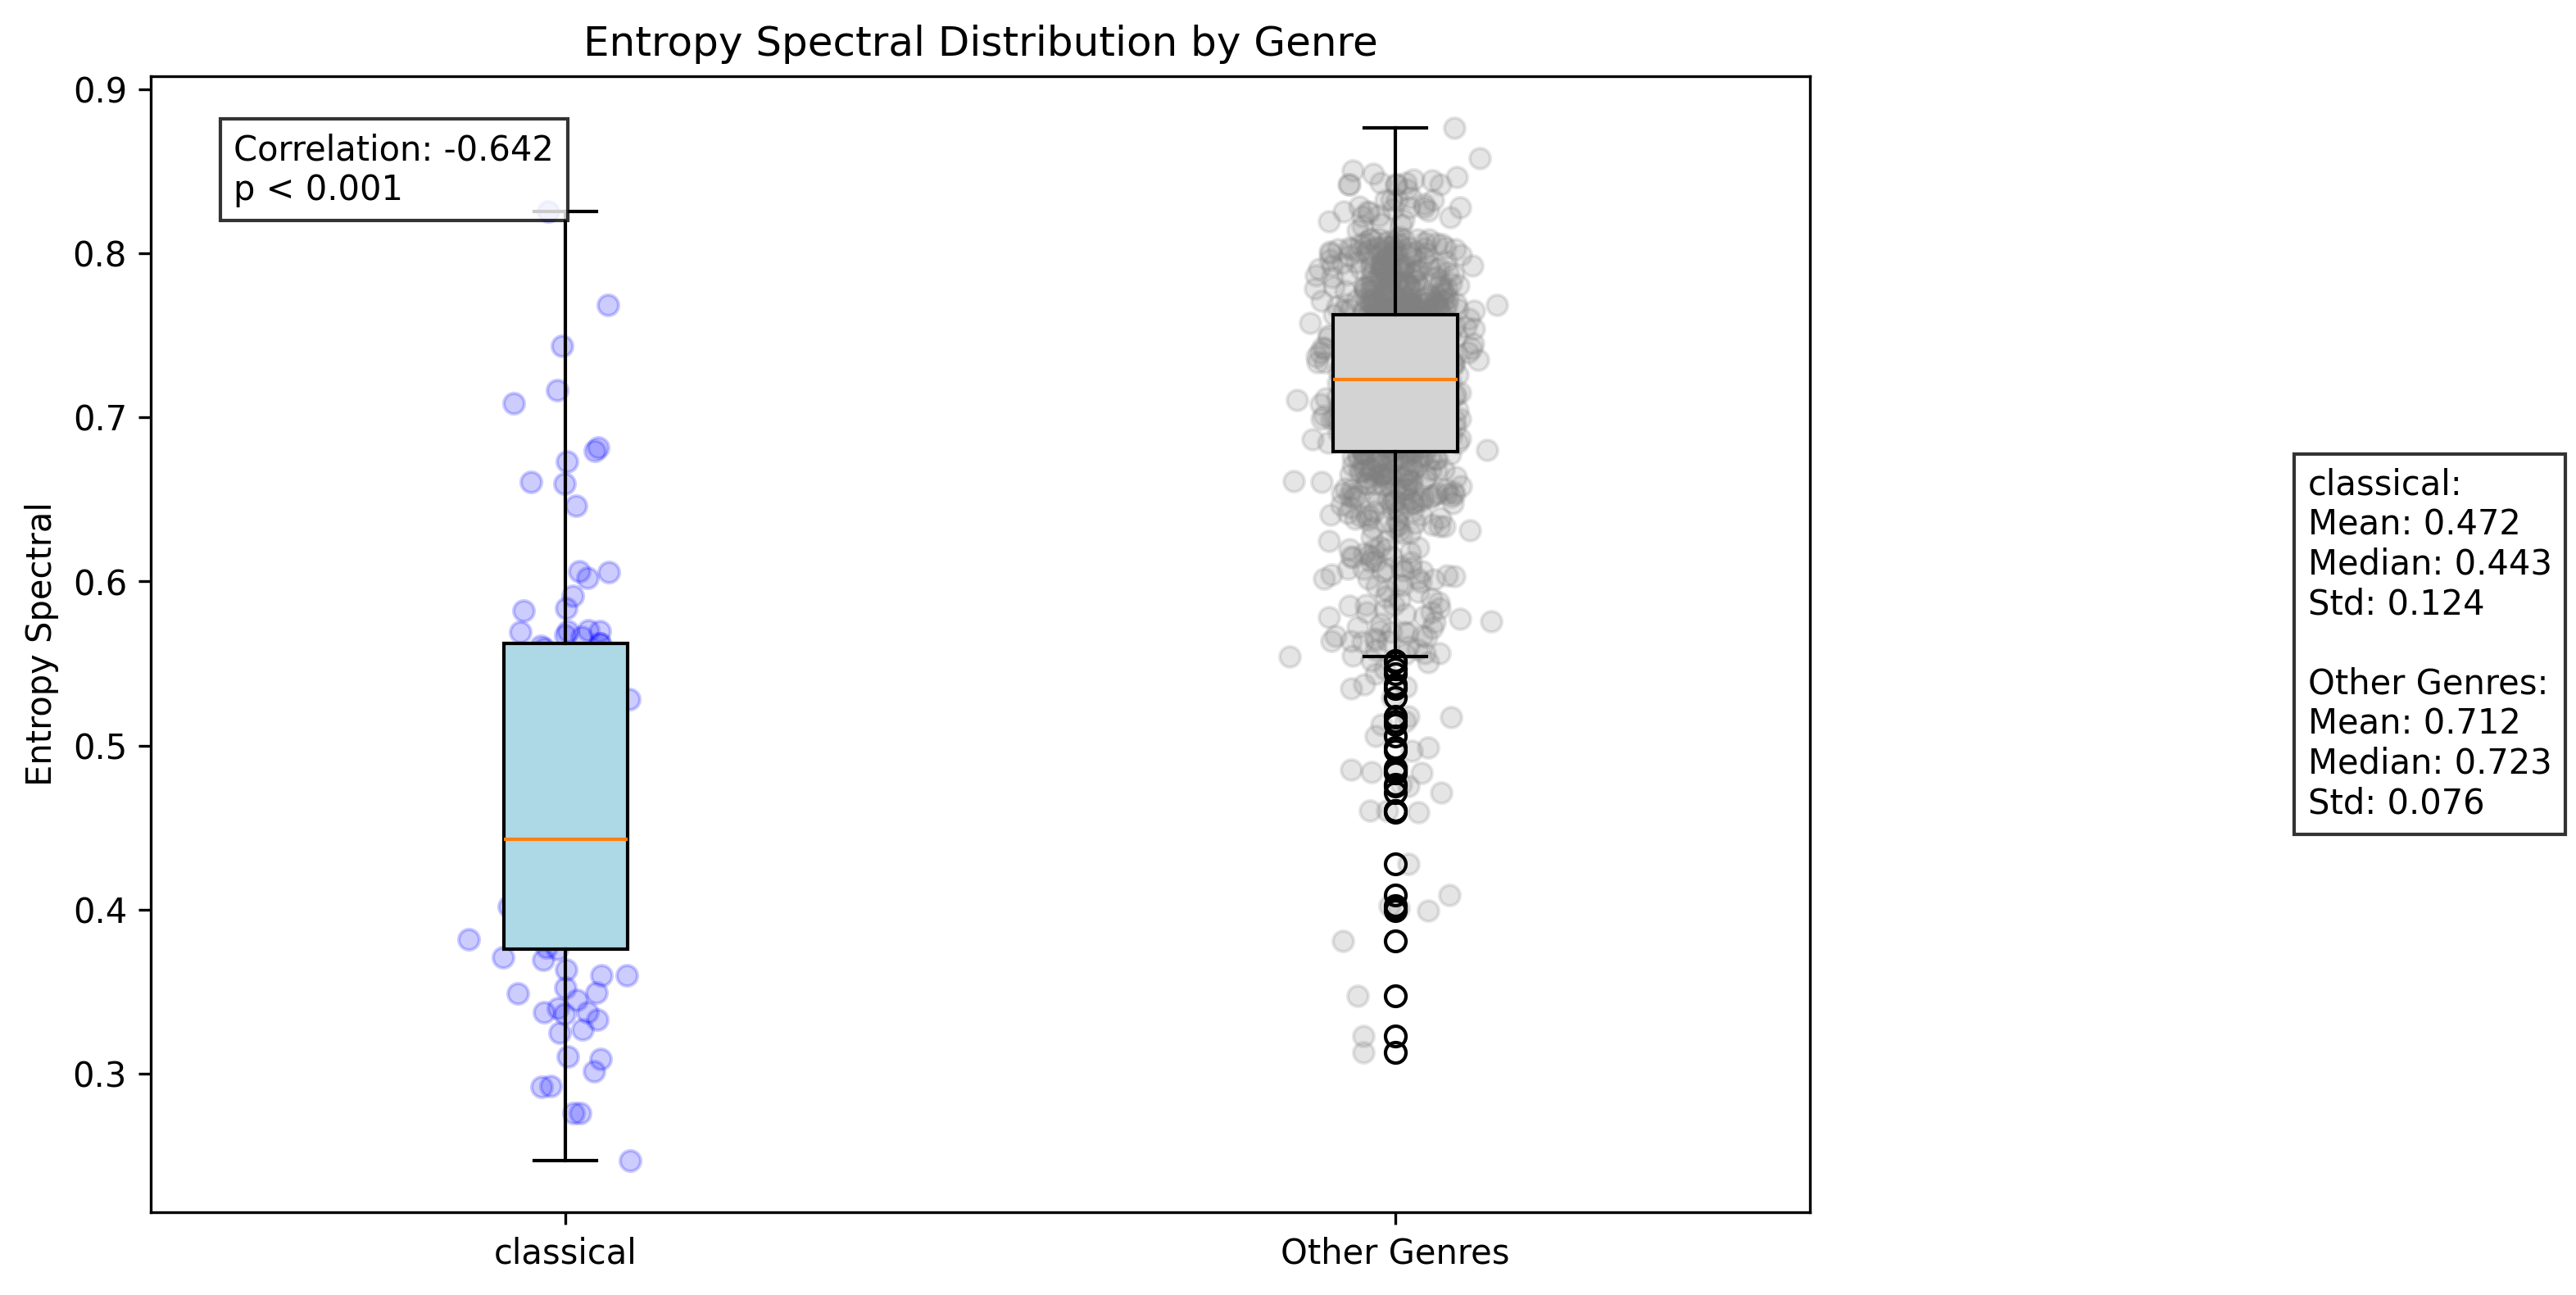 Entropy Spectral Distribution by Genre
Correlation: -0.642
p < 0.001
0.9
0.8
0.7
0.6
0.5
0.4
0.3
Entropy Spectral
classical
Other Genres
classical:
Mean: 0.472
Median: 0.443
Std: 0.124
Other Genres:
Mean: 0.712
Median: 0.723
Std: 0.076